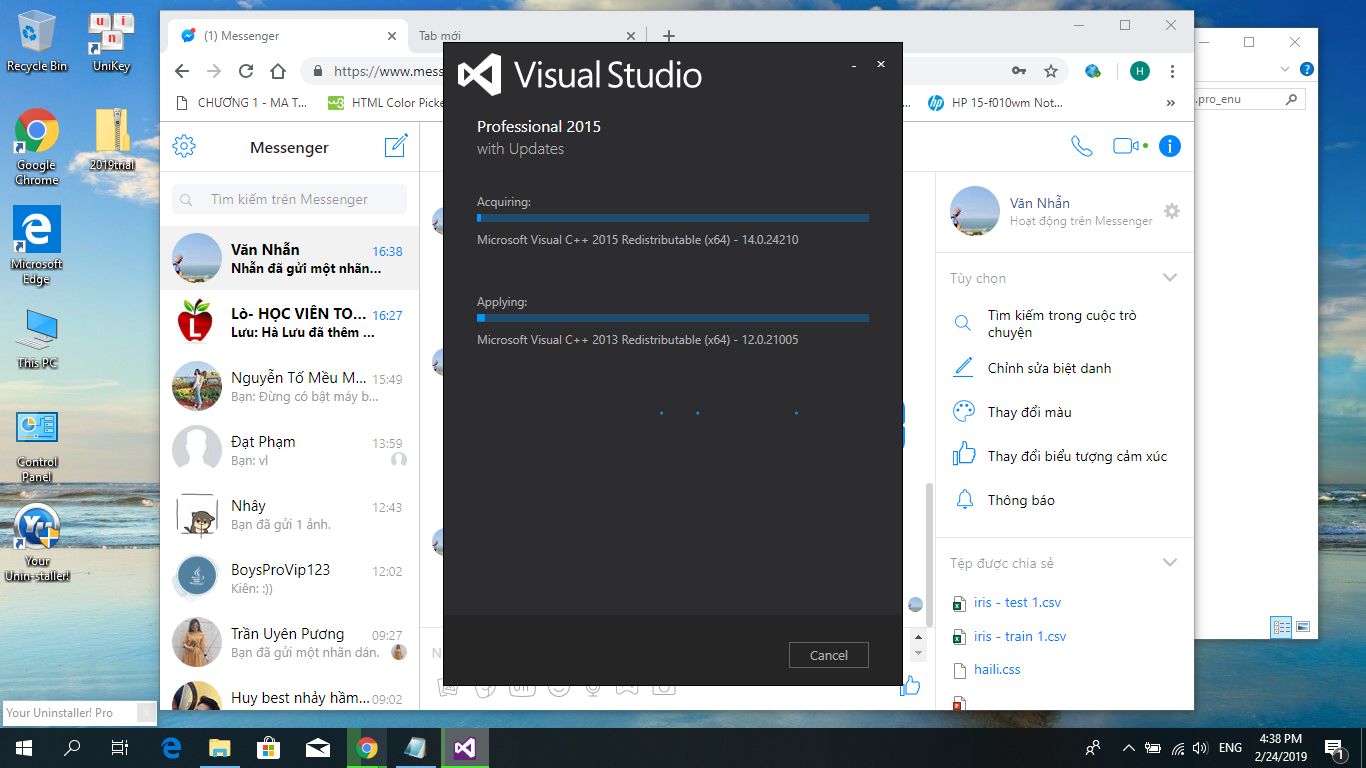 Recycle Bin
UniKey
Google
Chrome
2019trial
Microsoft
Edge
This PC
Control
Panel
Your
Unin-staller!
Your Uninstaller! Pro
(1) Messenger
Tab mới
https://www.mess
H
CHƯƠNG 1 - MA T...
HTML Color Picke
HP 15-f010wm Not...
»
.pro_enu
Messenger
Tìm kiếm trên Messenger
Văn Nhẫn
16:38
Nhẫn đã gửi một nhãn...
Lò- HỌC VIÊN TO...
16:27
Lưu: Hà Lưu đã thêm ...
Nguyễn Tố Mều M...
15:49
Bạn: Đừng có bật máy b...
Đạt Phạm
13:59
Bạn: vl
Nhây
12:43
Bạn đã gửi 1 ảnh.
BoysProVip123
12:02
Kiên: :))
Trần Uyên Pương
09:27
Bạn đã gửi một nhãn dán.
Huy best nhảy hầm...
09:02
Visual Studio
Professional 2015
with Updates
Acquiring:
Microsoft Visual C++ 2015 Redistributable (x64) - 14.0.24210
Applying:
Microsoft Visual C++ 2013 Redistributable (x64) - 12.0.21005
Cancel
Văn Nhẫn
Hoạt động trên Messenger
Tùy chọn
Tìm kiếm trong cuộc trò
chuyện
Chỉnh sửa biệt danh
Thay đổi màu
Thay đổi biểu tượng cảm xúc
Thông báo
Tệp được chia sẻ
iris - test 1.csv
iris - train 1.csv
haili.css
ENG
4:38 PM
2/24/2019
1